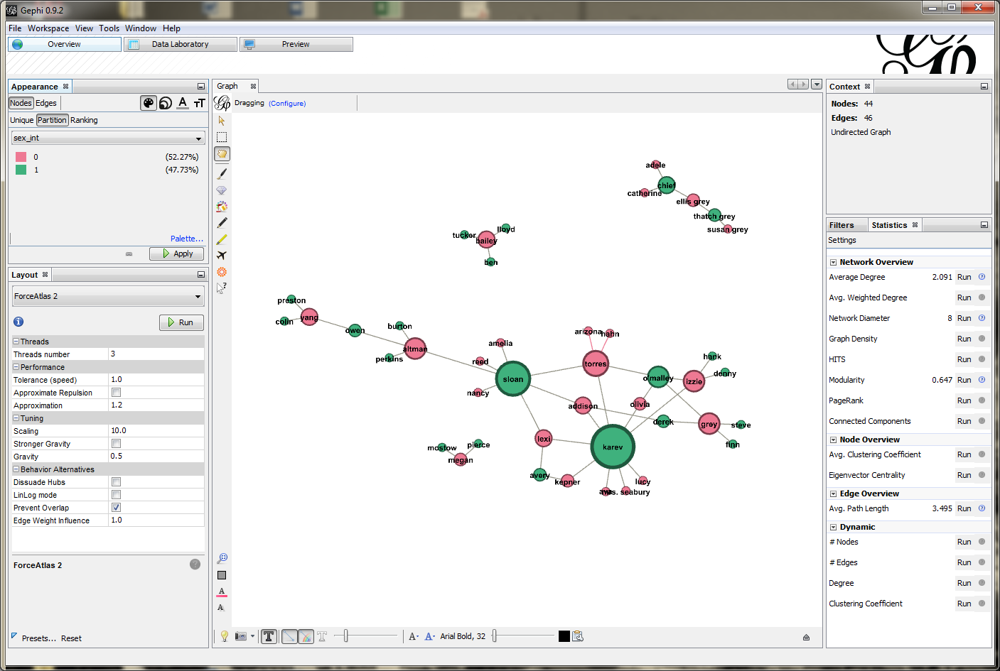 Gephi 0.9.2
File Workspace View Tools Window Help
Overview Data Laboratory Preview
Appearance
Nodes Edges
Unique Partition Ranking
sex_int
0 (52.27%)
1 (47.73%)
Palette...
Apply
Layout
ForceAtlas 2
Run
Threads
Threads number 3
Performance
Tolerance (speed) 1.0
Approximate Repulsion
Approximation 1.2
Tuning
Scaling 10.0
Stronger Gravity
Gravity 0.5
Behavior Alternatives
Dissuade Hubs
LinLog mode
Prevent Overlap
Edge Weight Influence 1.0
ForceAtlas 2
Presets... Reset
Graph
Dragging (Configure)
adele
chief
catherine
ellis grey
thatch grey
susan grey
lloyd
tucker
bailey
ben
preston
yang
colin
owen
burton
altman
perkins
arizona hahn
amelia
reed
torres
sloan
nancy
hank
denny
o'malley
izzie
addison
olivia
derek
grey
steve
finn
lexi
karev
mostow pierce
megan
avery
kepner
lucy
ava
mrs. seabury
Arial Bold, 32
Context
Nodes: 44
Edges: 46
Undirected Graph
Filters Statistics
Settings
Network Overview
Average Degree 2.091 Run
Avg. Weighted Degree Run
Network Diameter 8 Run
Graph Density Run
HITS Run
Modularity 0.647 Run
PageRank Run
Connected Components Run
Node Overview
Avg. Clustering Coefficient Run
Eigenvector Centrality Run
Edge Overview
Avg. Path Length 3.495 Run
Dynamic
# Nodes Run
# Edges Run
Degree Run
Clustering Coefficient Run